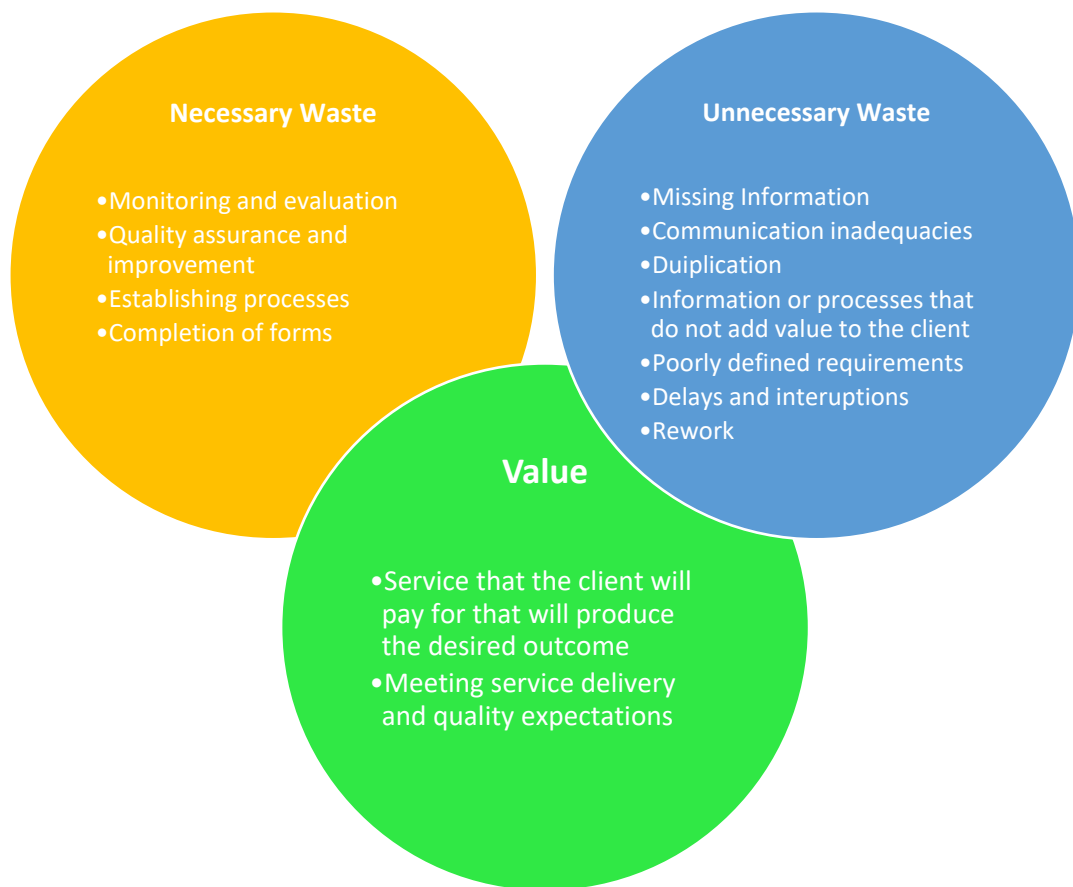 Necessary Waste
•Monitoring and evaluation
•Quality assurance and
improvement
•Establishing processes
•Completion of forms
Unnecessary Waste
•Missing Information
•Communication inadequacies
•Duiplication
•Information or processes that
do not add value to the client
•Poorly defined requirements
•Delays and interuptions
•Rework
Value
•Service that the client will
pay for that will produce
the desired outcome
•Meeting service delivery
and quality expectations